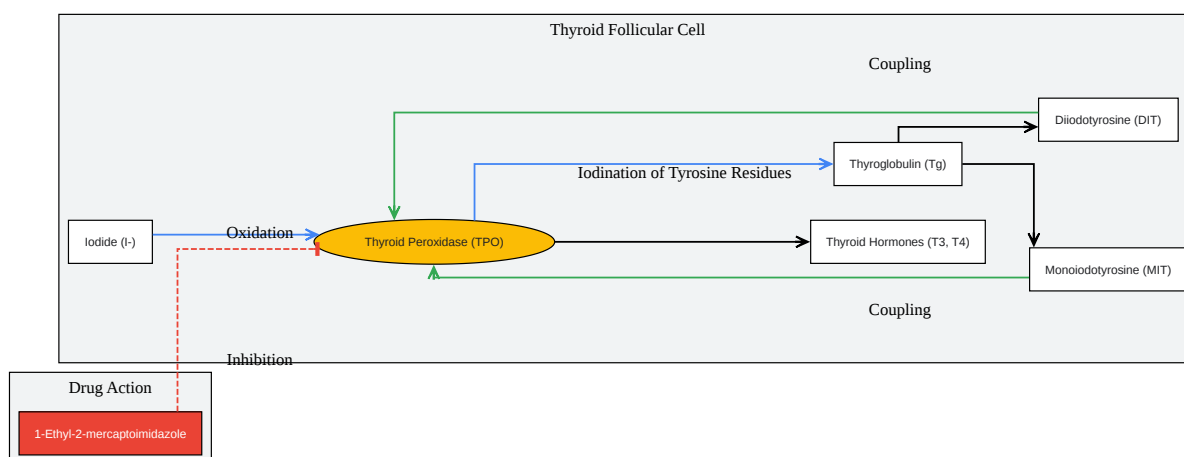 Thyroid Follicular Cell
Coupling
Diiodotyrosine (DIT)
Thyroglobulin (Tg)
Iodination of Tyrosine Residues
Oxidation
Iodide (I-)
Thyroid Peroxidase (TPO)
Thyroid Hormones (T3, T4)
Monoiodotyrosine (MIT)
Coupling
Inhibition
Drug Action
1-Ethyl-2-mercaptoimidazole